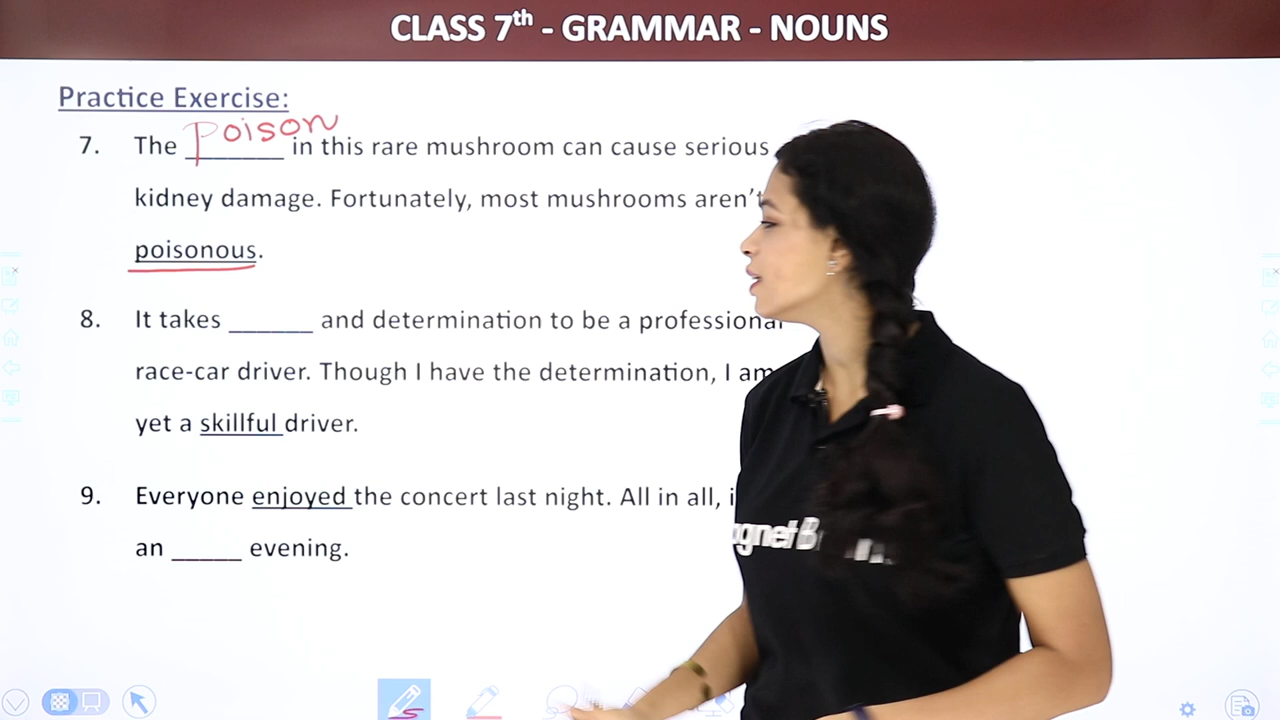 CLASS 7th - GRAMMAR - NOUNS
Practice Exercise:
poison
7. The _______ in this rare mushroom can cause serious
kidney damage. Fortunately, most mushrooms aren't
poisonous.
8. It takes ______ and determination to be a professional
race-car driver. Though I have the determination, I am
yet a skillful driver.
9. Everyone enjoyed the concert last night. All in all,
an _____ evening.